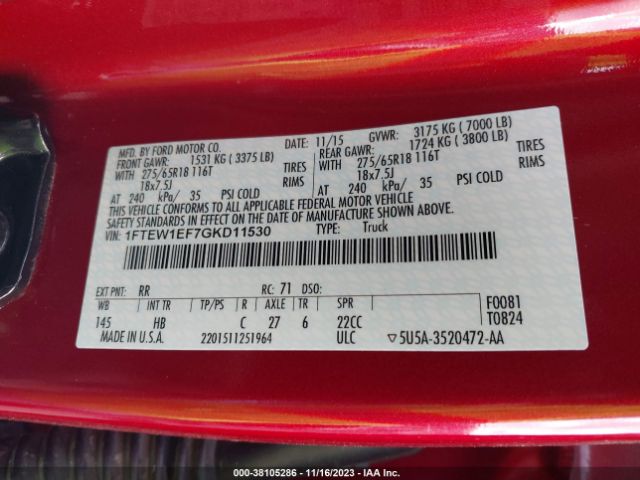 MFD. BY FORD MOTOR CO. DATE: 11/15 GVWR: 3175 KG ( 7000 LB)
FRONT GAWR: 1531 KG ( 3375 LB) REAR GAWR: 1724 KG ( 3800 LB)
WITH 275/65R18 116T TIRES WITH 275/65R18 116T TIRES
18x7.5J RIMS 18x7.5J RIMS
AT 240 kPa/ 35 PSI COLD AT 240 kPa/ 35 PSI COLD
THIS VEHICLE CONFORMS TO ALL APPLICABLE FEDERAL MOTOR VEHICLE
SAFETY STANDARDS IN EFFECT ON THE DATE OF MANUFACTURE SHOWN ABOVE.
VIN: 1FTEW1EF7GKD11530 TYPE: Truck
EXT PNT: RR RC: 71 DSO:
WB INT TR TP/PS R AXLE TR SPR F0081
145 HB C 27 6 22CC T0824
MADE IN U.S.A. 2201511251964 ULC ▽5U5A-3520472-AA
000-38105286 - 11/16/2023 - IAAI.COM